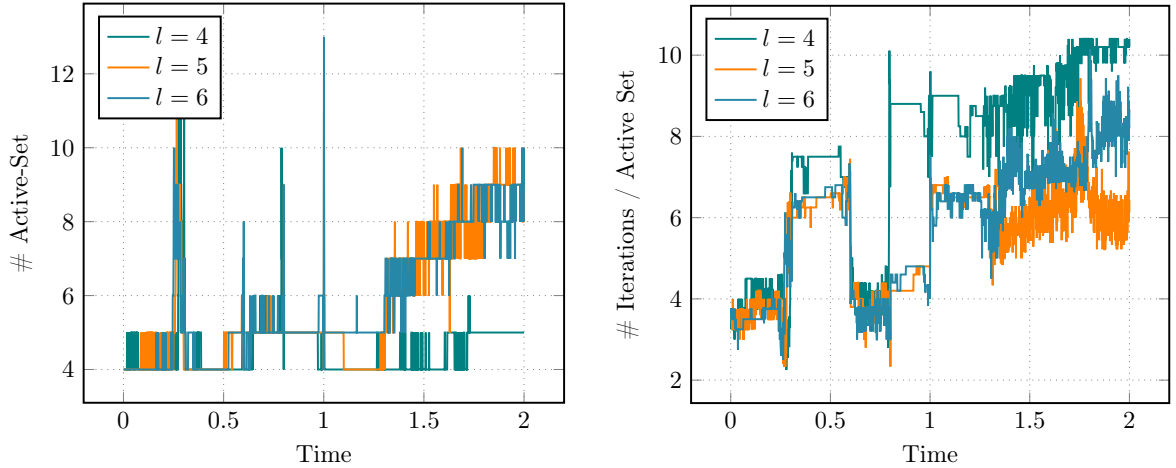 # Active-Set
12
10
8
6
4
0
0.5
1
1.5
2
Time
l = 4
l = 5
l = 6
# Iterations / Active Set
10
8
6
4
2
0
0.5
1
1.5
2
Time
l = 4
l = 5
l = 6